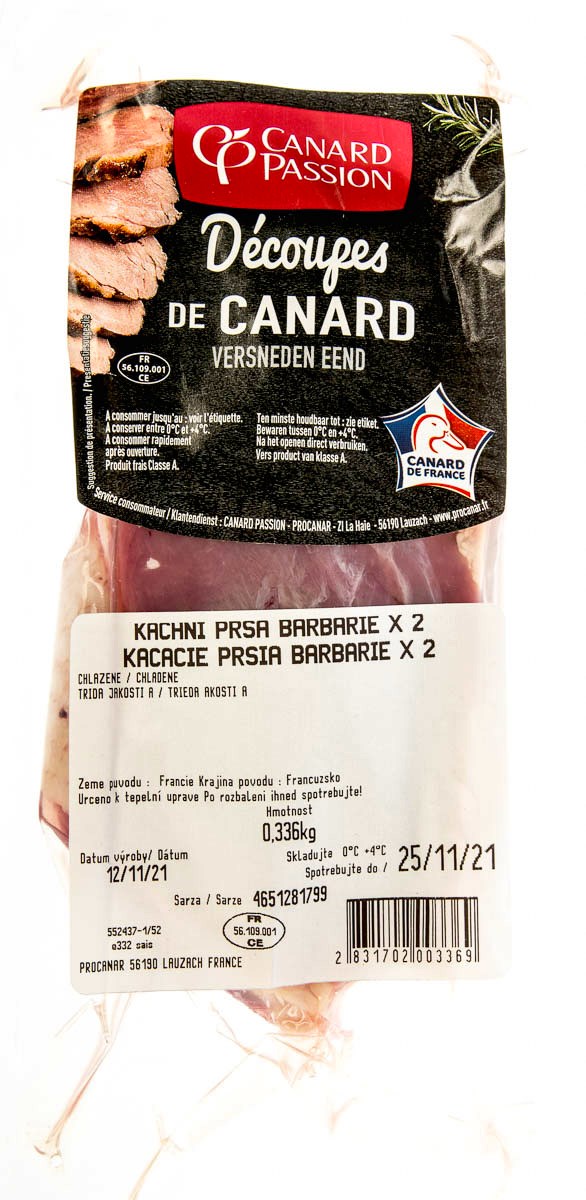 CANARD
PASSION
Découpes
DE CANARD
VERSNEDEN EEND
FR
56.109.001
CE
Suggestion de présentation. / Presentatiesuggestie
A consommer jusqu'au : voir l'étiquette.
A conserver entre 0°C et +4°C.
A consommer rapidement
après ouverture.
Produit frais Classe A.
Ten minste houdbaar tot : zie etiket.
Bewaren tussen 0°C en +4°C.
Na het openen direct verbruiken.
Vers product van klasse A.
CANARD
DE FRANCE
Service consommateur / Klantendienst : CANARD PASSION - PROCANAR - ZI La Haie - 56190 Lauzach - www.procanar.fr
KACHNI PRSA BARBARIE X 2
KACACIE PRSIA BARBARIE X 2
CHLAZENE / CHLADENE
TRIDA JAKOSTI A / TRIEDA AKOSTI A
Zeme puvodu : Francie Krajina povodu : Francuzsko
Urceno k tepelní uprave Po rozbaleni ihned spotrebujte!
Hmotnost
0,336kg
Datum výroby/ Dátum
12/11/21
Skladujte 0°C +4°C
Spotrebujte do / 25/11/21
Sarza / Sarze 4651281799
552437-1/52
e332 sais
FR
56.109.001
CE
PROCANAR 56190 LAUZACH FRANCE
2 831702 003369